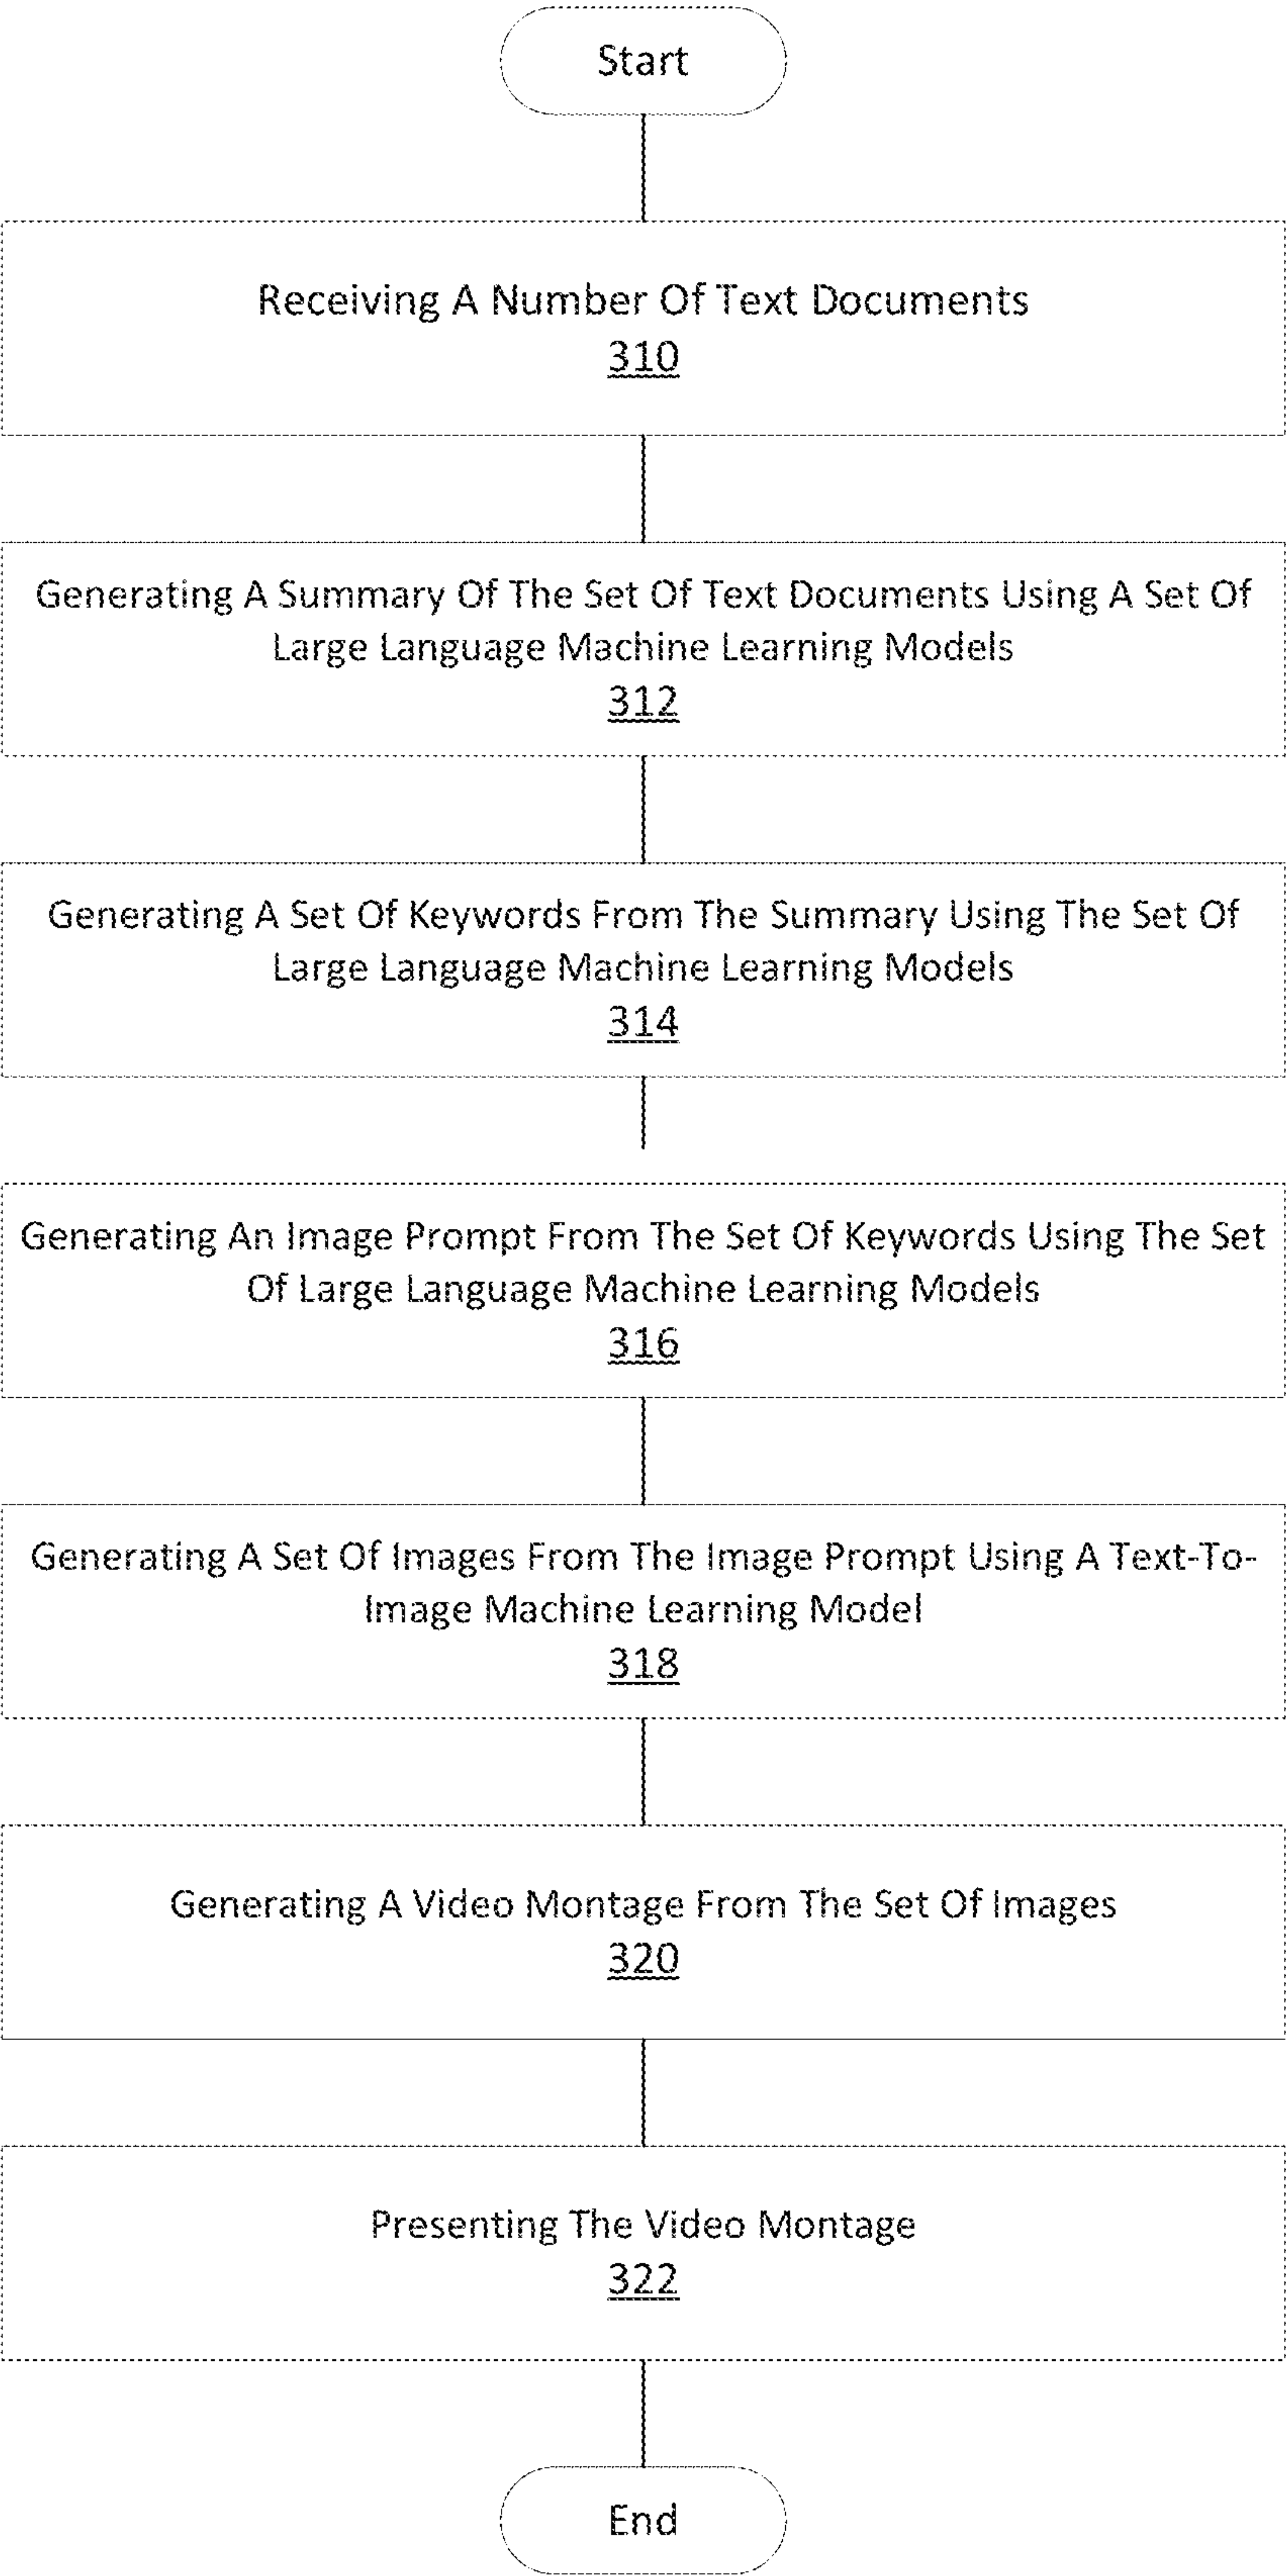 Start
Receiving A Number Of Text Documents
310
Generating A Summary Of The Set Of Text Documents Using A Set Of
Large Language Machine Learning Models
312
Generating A Set Of Keywords From The Summary Using The Set Of
Large Language Machine Learning Models
314
Generating An Image Prompt From The Set Of Keywords Using The Set
Of Large Language Machine Learning Models
316
Generating A Set Of Images From The Image Prompt Using A Text-To-
Image Machine Learning Model
318
Generating A Video Montage From The Set Of Images
320
Presenting The Video Montage
322
End